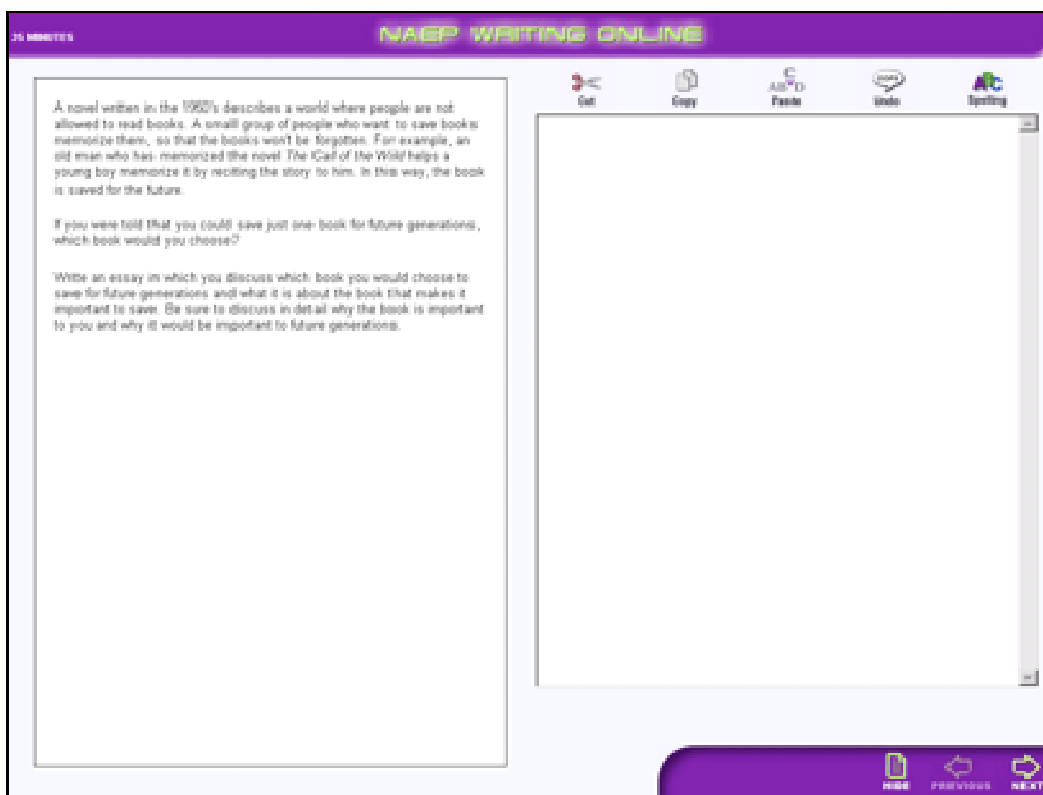 25 MINUTES
NAEP WRITING ONLINE
Cut Copy Paste Undo Spelling
A novel written in the 1950's describes a world where people are not
allowed to read books. A small group of people who want to save books
memorize them, so that the books won't be forgotten. For example, an
old man who has memorized the novel The Call of the Wild helps a
young boy memorize it by reciting the story to him. In this way, the book
is saved for the future.
If you were told that you could save just one book for future generations,
which book would you choose?
Write an essay in which you discuss which book you would choose to
save for future generations and what it is about the book that makes it
important to save. Be sure to discuss in detail why the book is important
to you and why it would be important to future generations.
HIDE PREVIOUS NEXT